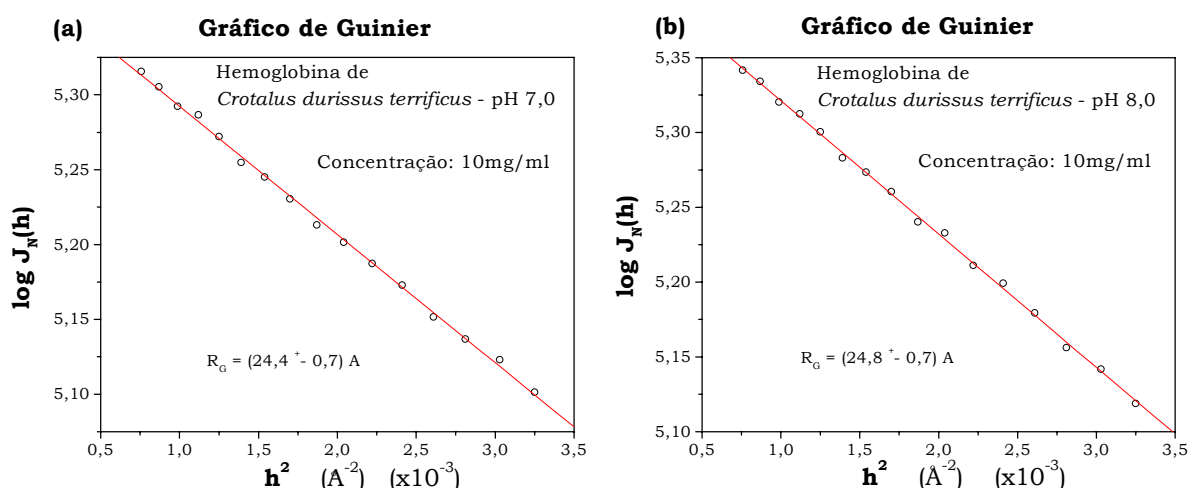 (a)
Gráfico de Guinier
Hemoglobina de
Crotalus durissus terrificus - pH 7,0
Concentração: 10mg/ml
R_G = (24,4 +- 0,7) A
log J_N(h)
5,30
5,25
5,20
5,15
5,10
0,5 1,0 1,5 2,0 2,5 3,0 3,5
h² (Å⁻²) (x10⁻³)
(b)
Gráfico de Guinier
Hemoglobina de
Crotalus durissus terrificus - pH 8,0
Concentração: 10mg/ml
R_G = (24,8 +- 0,7) A
log J_N(h)
5,35
5,30
5,25
5,20
5,15
5,10
0,5 1,0 1,5 2,0 2,5 3,0 3,5
h² (Å⁻²) (x10⁻³)